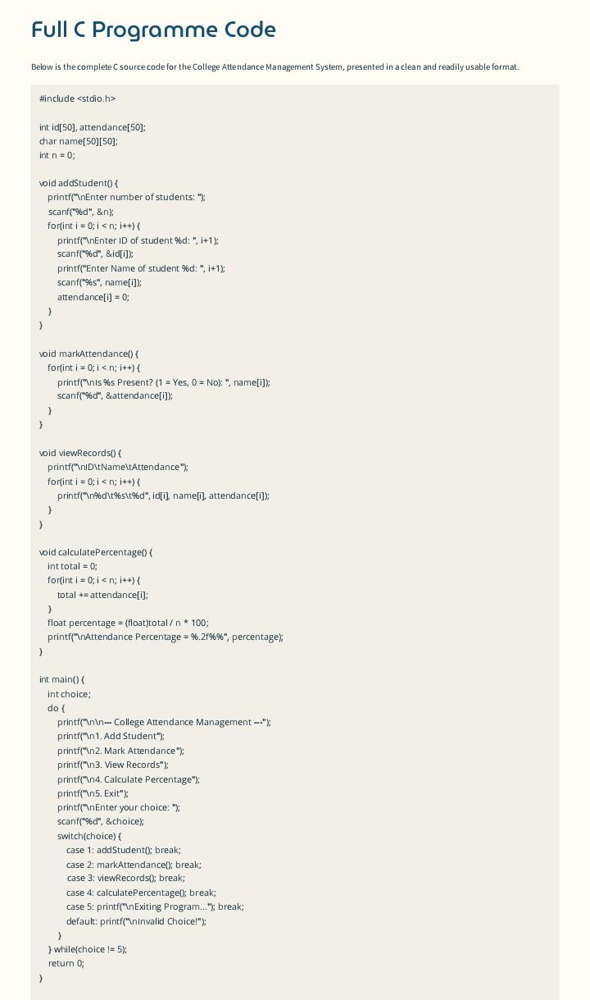 Full C Programme Code
Below is the complete C source code for the College Attendance Management System, presented in a clean and readily usable format.
#include <stdio.h>
int id[50], attendance[50];
char name[50][50];
int n = 0;
void addStudent() {
printf("\nEnter number of students: ");
scanf("%d", &n);
for(int i = 0; i < n; i++) {
printf("\nEnter ID of student %d: ", i+1);
scanf("%d", &id[i]);
printf("Enter Name of student %d: ", i+1);
scanf("%s", name[i]);
attendance[i] = 0;
}
}
void markAttendance() {
for(int i = 0; i < n; i++) {
printf("\nIs %s Present? (1 = Yes, 0 = No): ", name[i]);
scanf("%d", &attendance[i]);
}
}
void viewRecords() {
printf("\nID\tName\tAttendance");
for(int i = 0; i < n; i++) {
printf("\n%d\t%s\t%d", id[i], name[i], attendance[i]);
}
}
void calculatePercentage() {
int total = 0;
for(int i = 0; i < n; i++) {
total += attendance[i];
}
float percentage = (float)total / n * 100;
printf("\nAttendance Percentage = %.2f%%", percentage);
}
int main() {
int choice;
do {
printf("\n\n--- College Attendance Management ---");
printf("\n1. Add Student");
printf("\n2. Mark Attendance");
printf("\n3. View Records");
printf("\n4. Calculate Percentage");
printf("\n5. Exit");
printf("\nEnter your choice: ");
scanf("%d", &choice);
switch(choice) {
case 1: addStudent(); break;
case 2: markAttendance(); break;
case 3: viewRecords(); break;
case 4: calculatePercentage(); break;
case 5: printf("\nExiting Program..."); break;
default: printf("\nInvalid Choice!");
}
} while(choice != 5);
return 0;
}